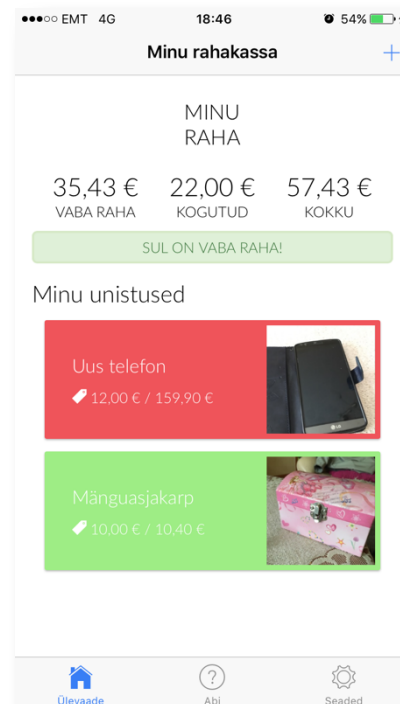 EMT 4G 18:46 54%
Minu rahakassa
MINU
RAHA
35,43 € 22,00 € 57,43 €
VABA RAHA KOGUTUD KOKKU
SUL ON VABA RAHA!
Minu unistused
Uus telefon
12,00 € / 159,90 €
LG
Mänguasjakarp
10,00 € / 10,40 €
Ülevaade Abi Seaded